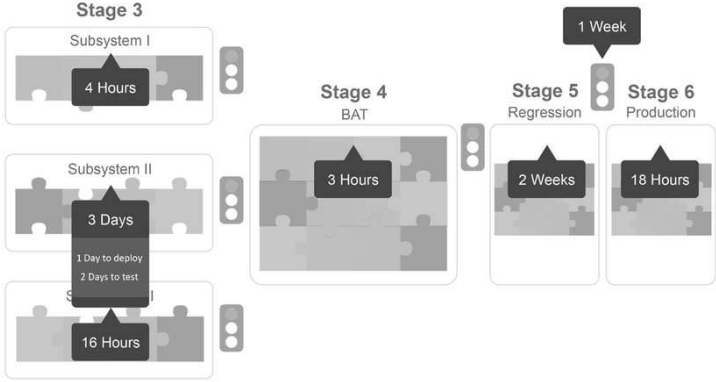 Stage 3
Subsystem I
4 Hours
Subsystem II
3 Days
1 Day to deploy
2 Days to test
16 Hours
Stage 4
BAT
3 Hours
1 Week
Stage 5
Regression
2 Weeks
Stage 6
Production
18 Hours